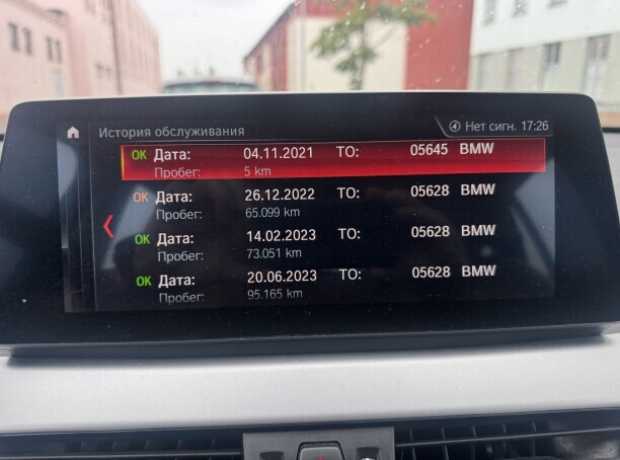 История обслуживания
Нет сигн. 17:26
OK Дата: 04.11.2021 ТО: 05645 BMW
Пробег: 5 km
OK Дата: 26.12.2022 ТО: 05628 BMW
Пробег: 65.099 km
OK Дата: 14.02.2023 ТО: 05628 BMW
Пробег: 73.051 km
OK Дата: 20.06.2023 ТО: 05628 BMW
Пробег: 95.165 km